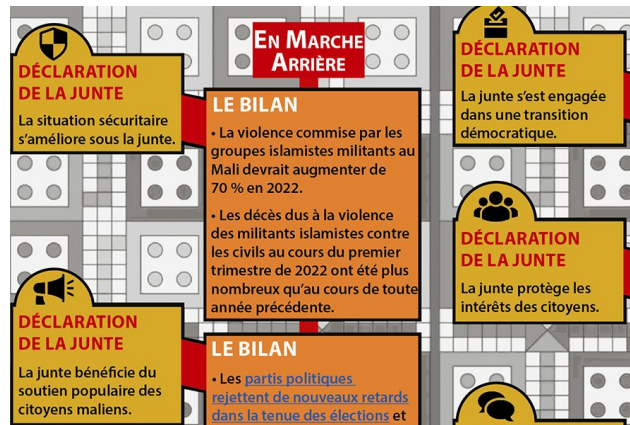 EN MARCHE
ARRIÈRE
DÉCLARATION
DE LA JUNTE
La situation sécuritaire
s'améliore sous la junte.
LE BILAN
• La violence commise par les
groupes islamistes militants au
Mali devrait augmenter de
70 % en 2022.
• Les décès dus à la violence
des militants islamistes contre
les civils au cours du premier
trimestre de 2022 ont été plus
nombreux qu'au cours de toute
année précédente.
DÉCLARATION
DE LA JUNTE
La junte bénéficie du
soutien populaire des
citoyens maliens.
LE BILAN
• Les partis politiques
rejettent de nouveaux retards
dans la tenue des élections et
DÉCLARATION
DE LA JUNTE
La junte s'est engagée
dans une transition
démocratique.
DÉCLARATION
DE LA JUNTE
La junte protège les
intérêts des citoyens.